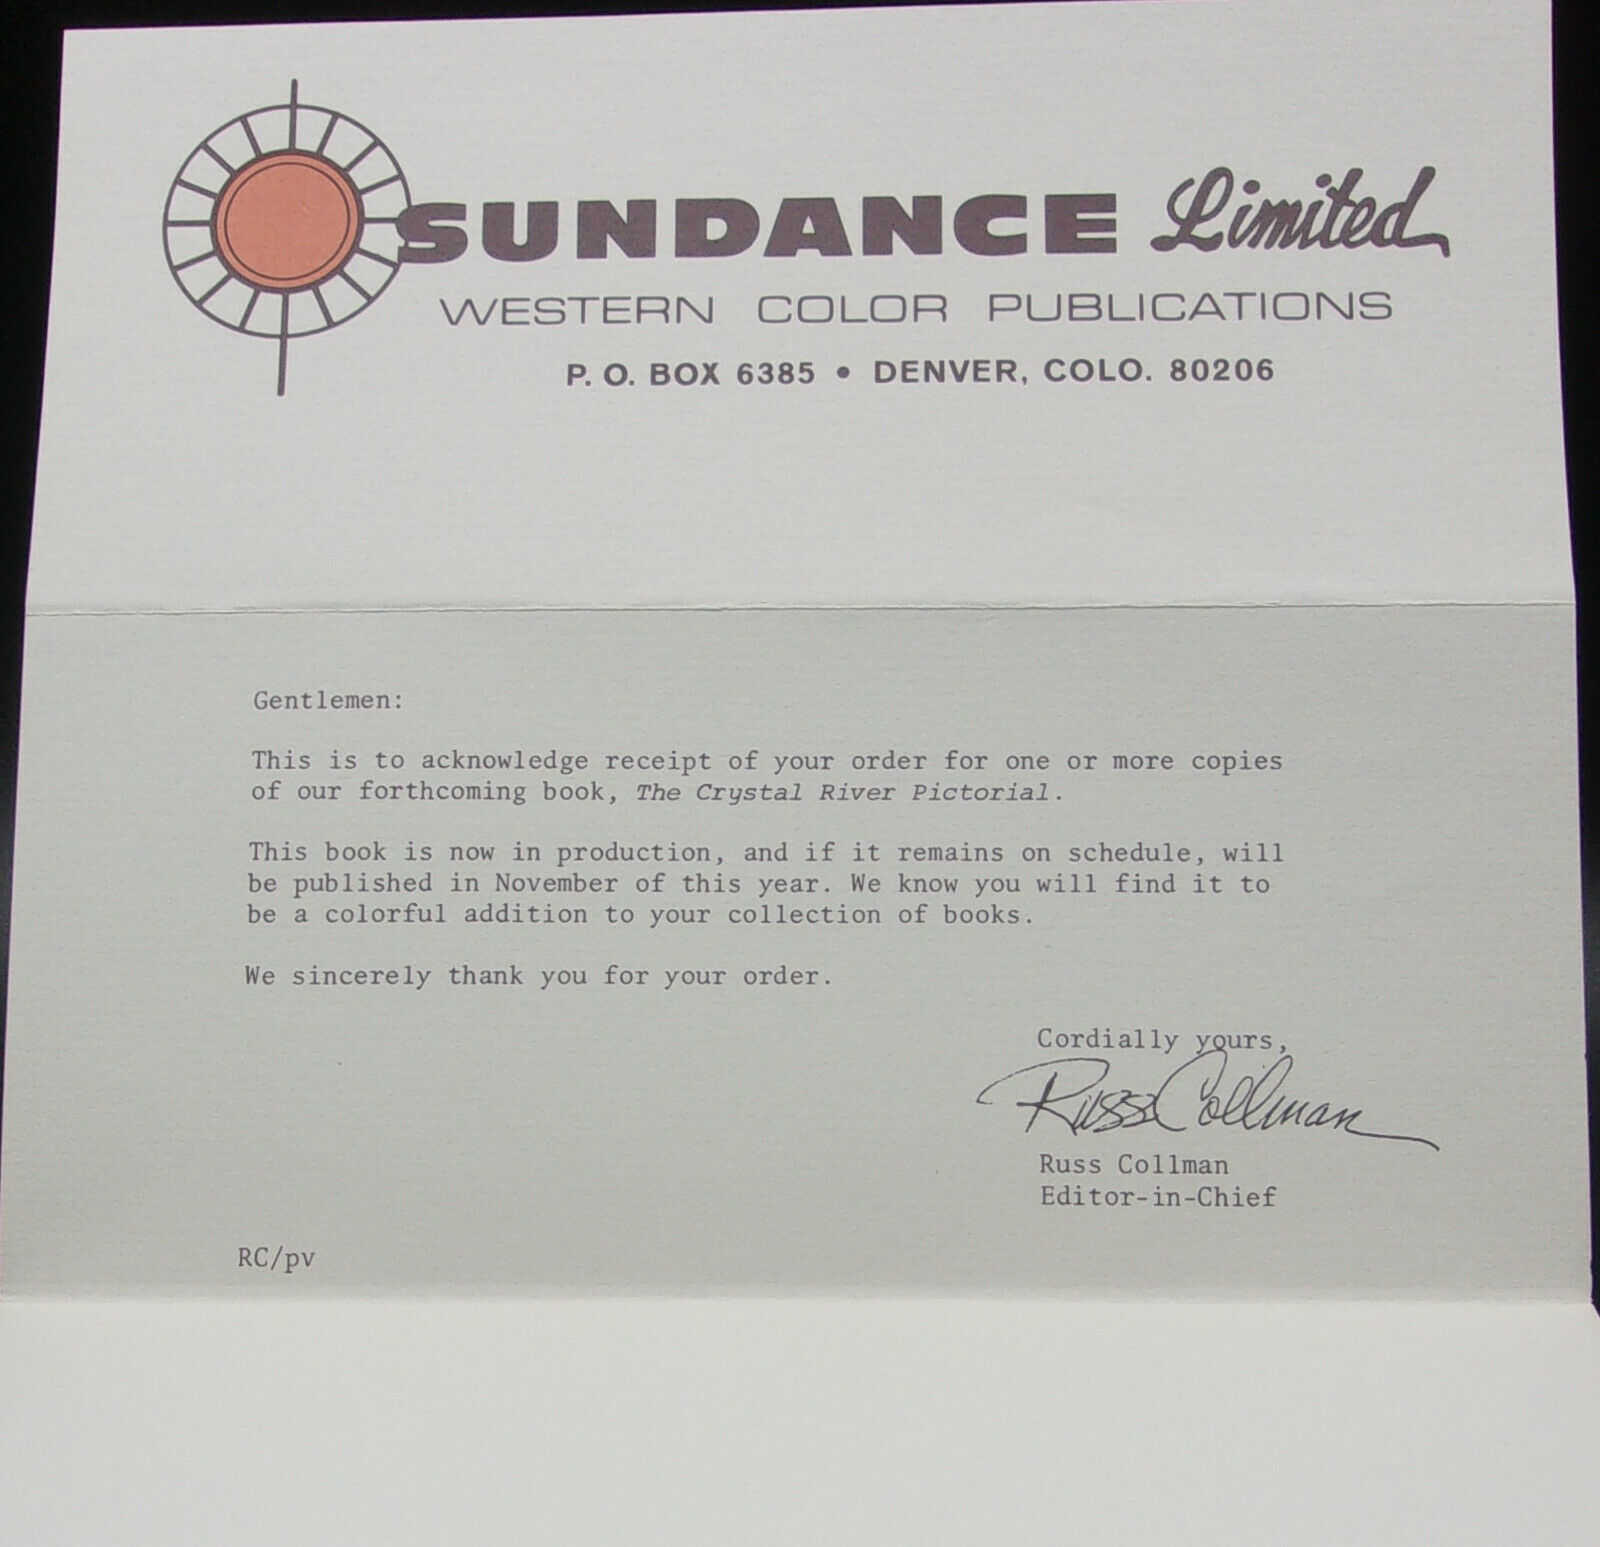 SUNDANCE Limited
WESTERN COLOR PUBLICATIONS
P. O. BOX 6385 • DENVER, COLO. 80206
Gentlemen:
This is to acknowledge receipt of your order for one or more copies
of our forthcoming book, The Crystal River Pictorial.
This book is now in production, and if it remains on schedule, will
be published in November of this year. We know you will find it to
be a colorful addition to your collection of books.
We sincerely thank you for your order.
Cordially yours,
Russ Collman
Russ Collman
Editor-in-Chief
RC/pv